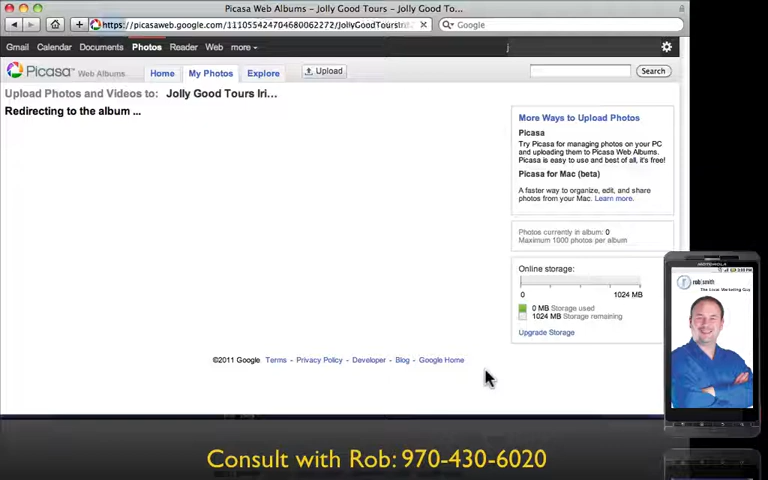 Picasa Web Albums - Jolly Good Tours - Jolly Good To...
https://picasaweb.google.com/111055424704680062272/JollyGoodToursIri
Google
Gmail Calendar Documents Photos Reader Web more
j
Picasa Web Albums Home My Photos Explore Upload Search
Upload Photos and Videos to: Jolly Good Tours Iri...
Redirecting to the album ...
More Ways to Upload Photos
Picasa
Try Picasa for managing photos on your PC
and uploading them to Picasa Web Albums.
Picasa is easy to use and best of all, it's free!
Picasa for Mac (beta)
A faster way to organize, edit, and share
photos from your Mac. Learn more.
Photos currently in album: 0
Maximum 1000 photos per album
Online storage:
0 1024 MB
0 MB Storage used
1024 MB Storage remaining
Upgrade Storage
©2011 Google Terms - Privacy Policy - Developer - Blog - Google Home
MOTOROLA
rob|smith
The Local Marketing Guy
Consult with Rob: 970-430-6020